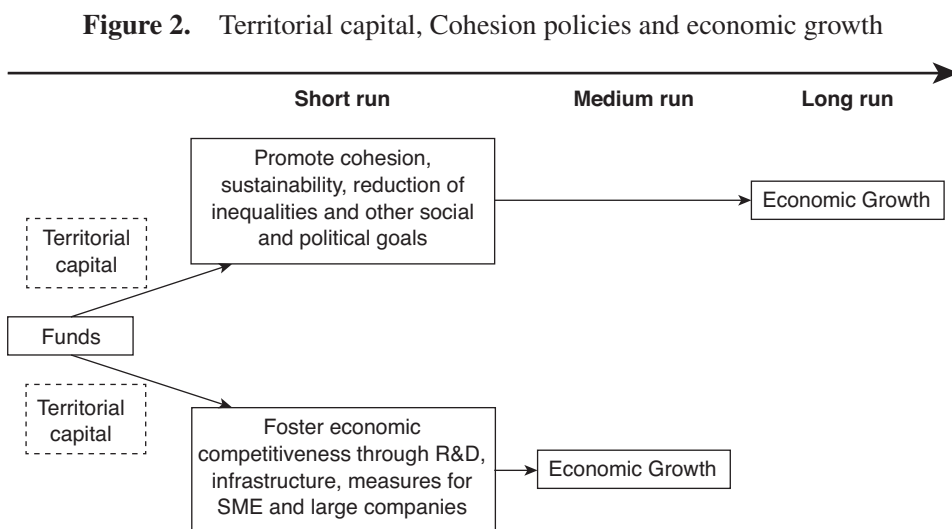 Figure 2. Territorial capital, Cohesion policies and economic growth
Short run Medium run Long run
Promote cohesion,
sustainability, reduction of
inequalities and other social
and political goals
Economic Growth
Territorial
capital
Funds
Territorial
capital
Foster economic
competitiveness through R&D,
infrastructure, measures for
SME and large companies
Economic Growth